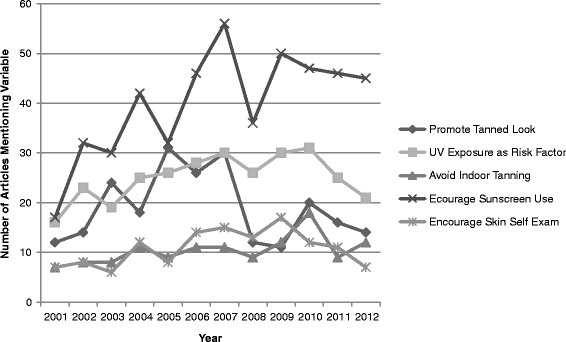 60
50
40
30
20
10
0
Number of Articles Mentioning Variable
2001 2002 2003 2004 2005 2006 2007 2008 2009 2010 2011 2012
Year
Promote Tanned Look
UV Exposure as Risk Factor
Avoid Indoor Tanning
Ecourage Sunscreen Use
Encourage Skin Self Exam